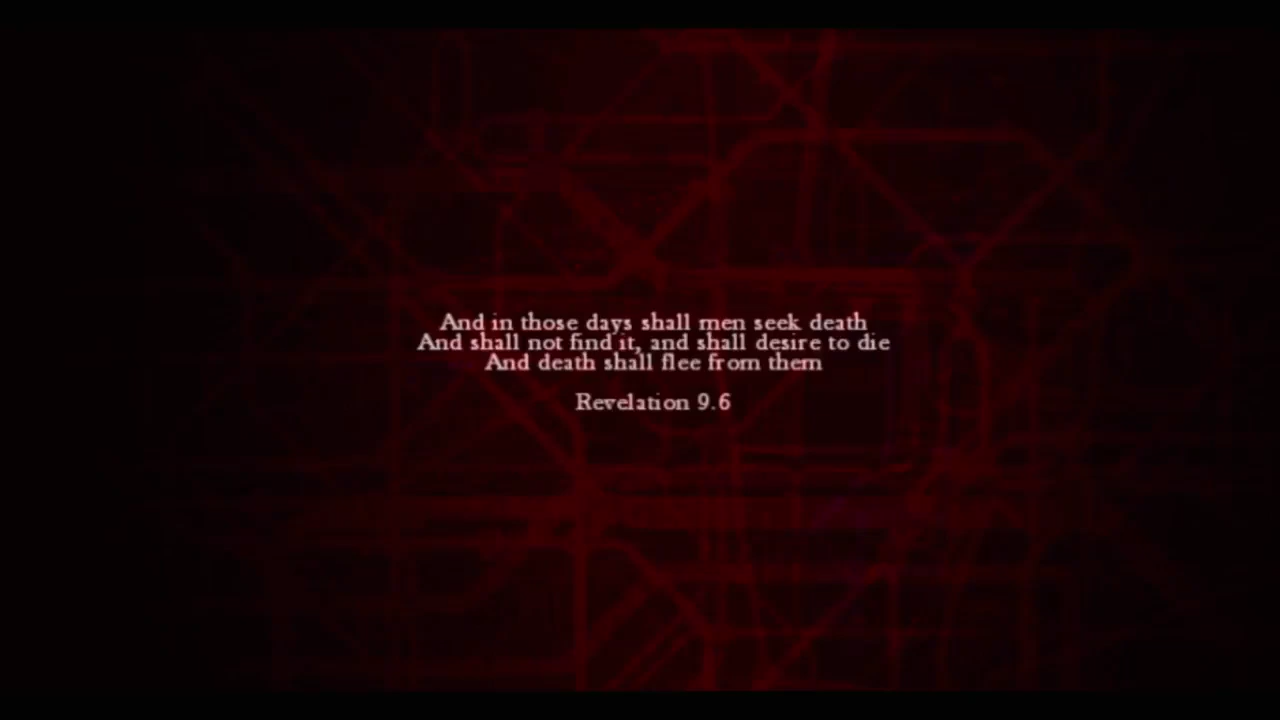 And in those days shall men seek death
And shall not find it, and shall desire to die
And death shall flee from them
Revelation 9.6